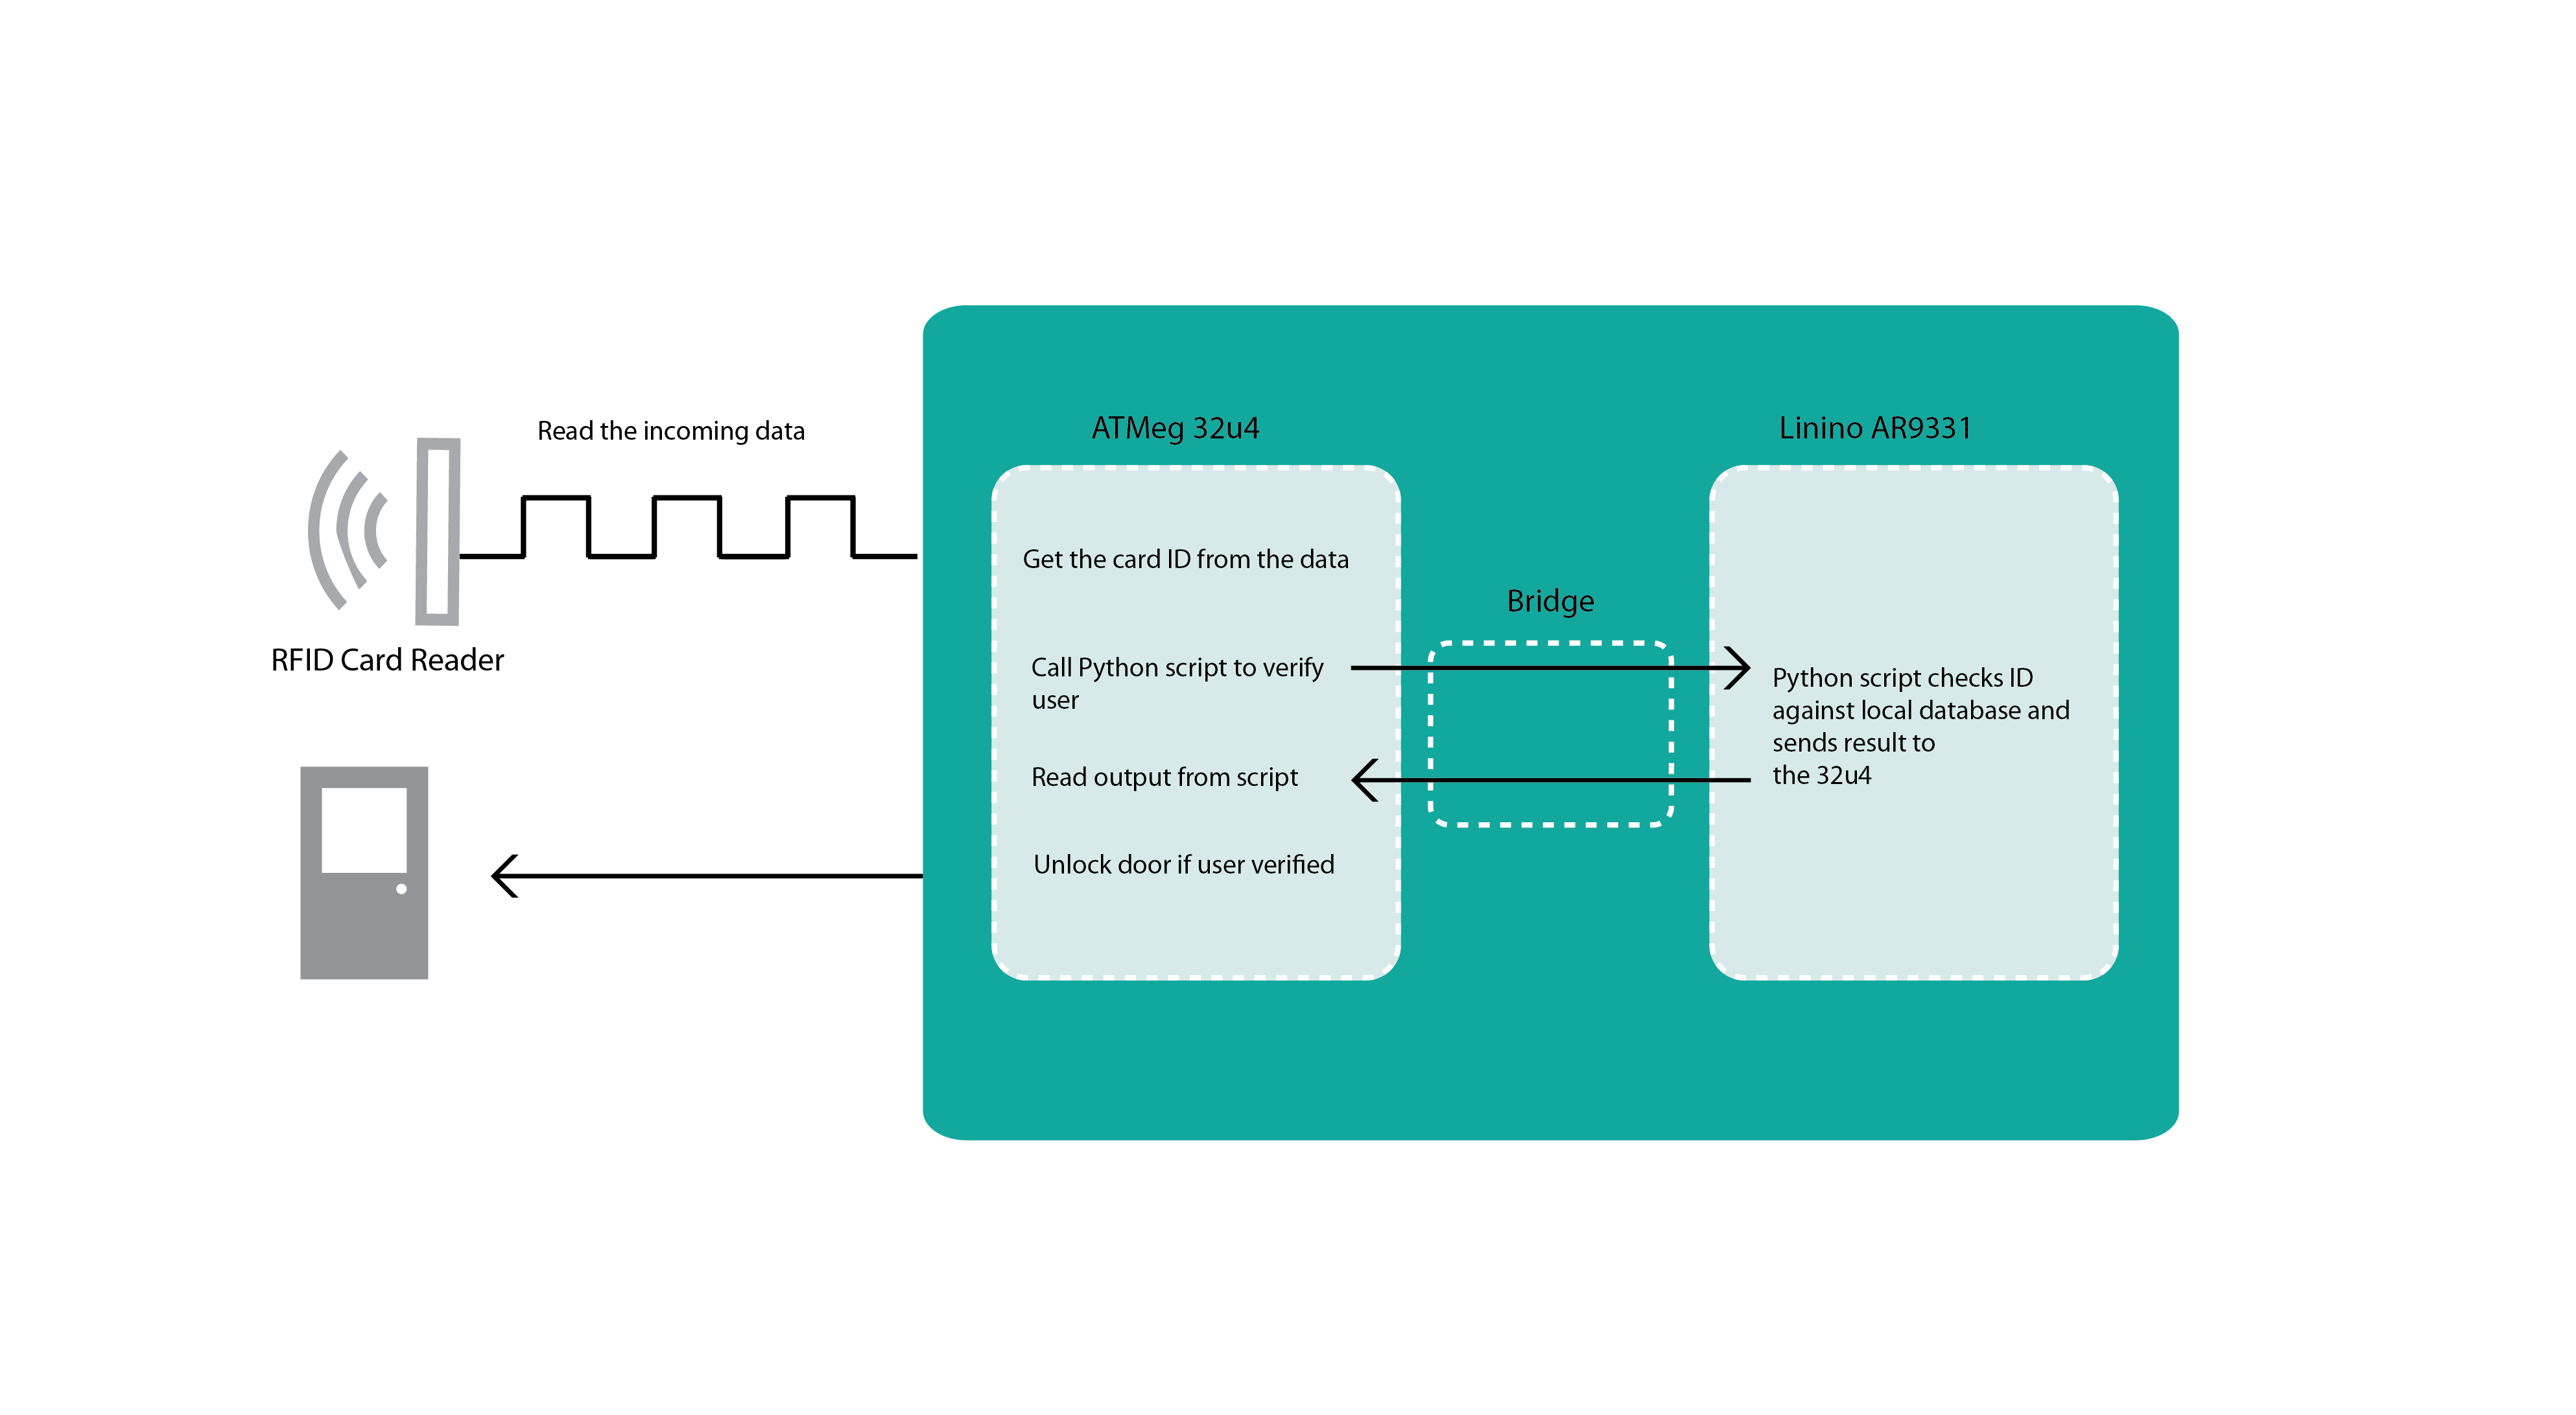 Read the incoming data
RFID Card Reader
ATMeg 32u4
Get the card ID from the data
Call Python script to verify
user
Read output from script
Unlock door if user verified
Bridge
Linino AR9331
Python script checks ID
against local database and
sends result to
the 32u4